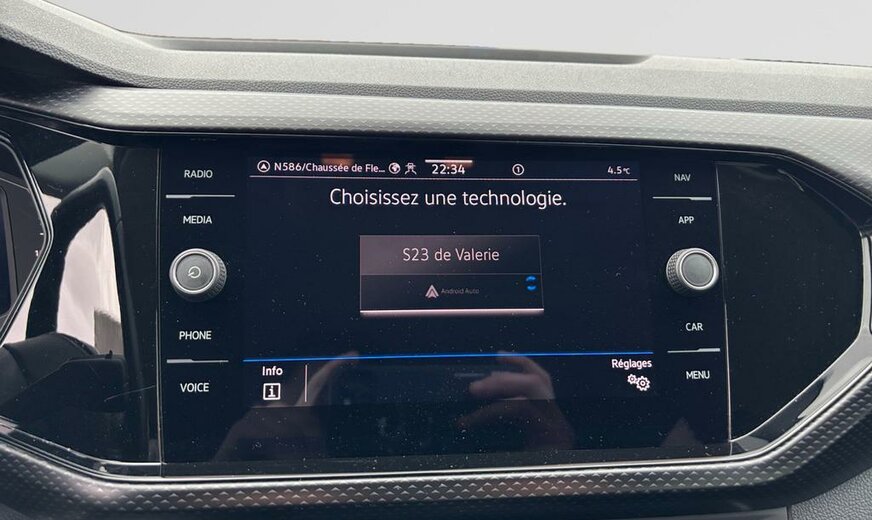 RADIO
MEDIA
PHONE
VOICE
N586/Chaussée de Fle...
22:34
1
4.5°C
Choisissez une technologie.
S23 de Valerie
Android Auto
Info
Réglages
NAV
APP
CAR
MENU